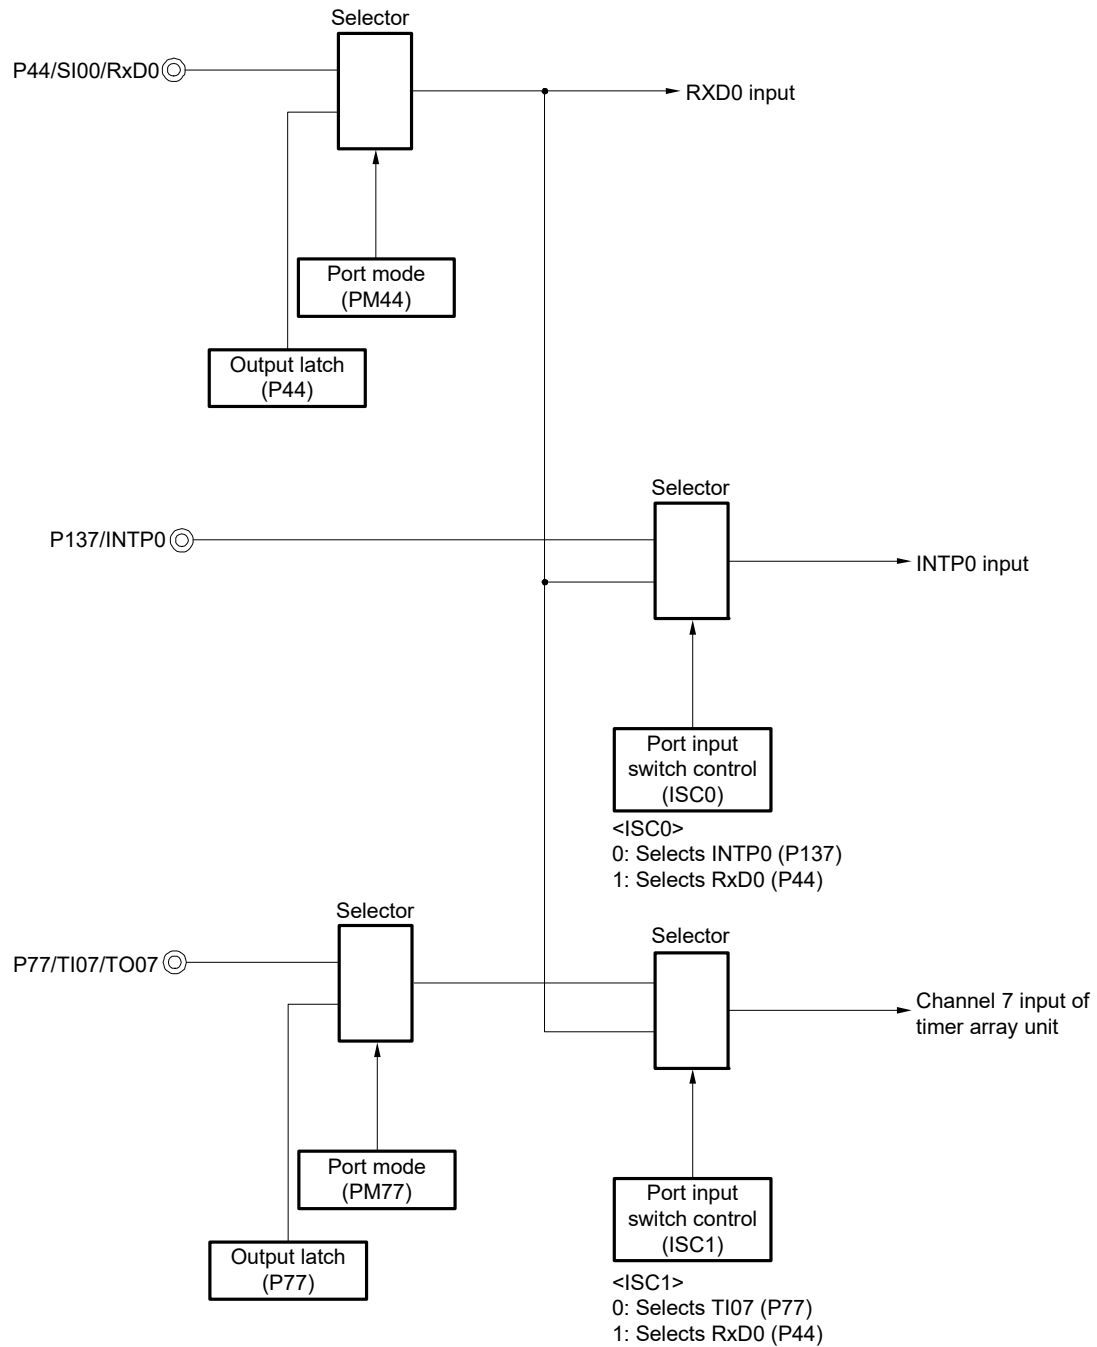 Selector
P44/SI00/RxD0
RXD0 input
Port mode
(PM44)
Output latch
(P44)
Selector
P137/INTP0
INTP0 input
Port input
switch control
(ISC0)
<ISC0>
0: Selects INTP0 (P137)
1: Selects RxD0 (P44)
Selector
Selector
P77/TI07/TO07
Channel 7 input of
timer array unit
Port mode
(PM77)
Port input
switch control
(ISC1)
Output latch
(P77)
<ISC1>
0: Selects TI07 (P77)
1: Selects RxD0 (P44)